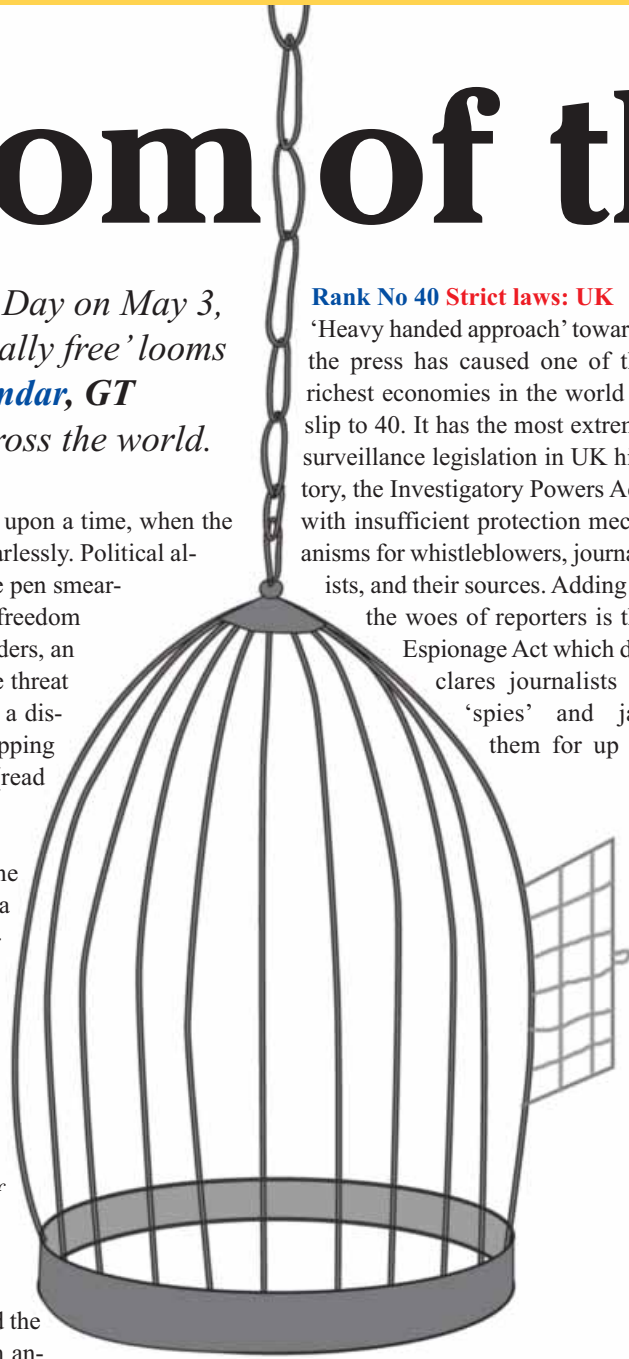 om of th
Day on May 3,
ally free’ looms
ndar, GT
ross the world.
upon a time, when the
arlessly. Political al-
e pen smear-
freedom
ders, an
e threat
a dis-
pping
read
ne
a
d the
n an-
Rank No 40 Strict laws: UK
‘Heavy handed approach’ towar
the press has caused one of th
richest economies in the world
slip to 40. It has the most extrem
surveillance legislation in UK hi
tory, the Investigatory Powers Ac
with insufficient protection mec
anisms for whistleblowers, journa
ists, and their sources. Adding
the woes of reporters is th
Espionage Act which d
clares journalists
‘spies’ and ja
them for up